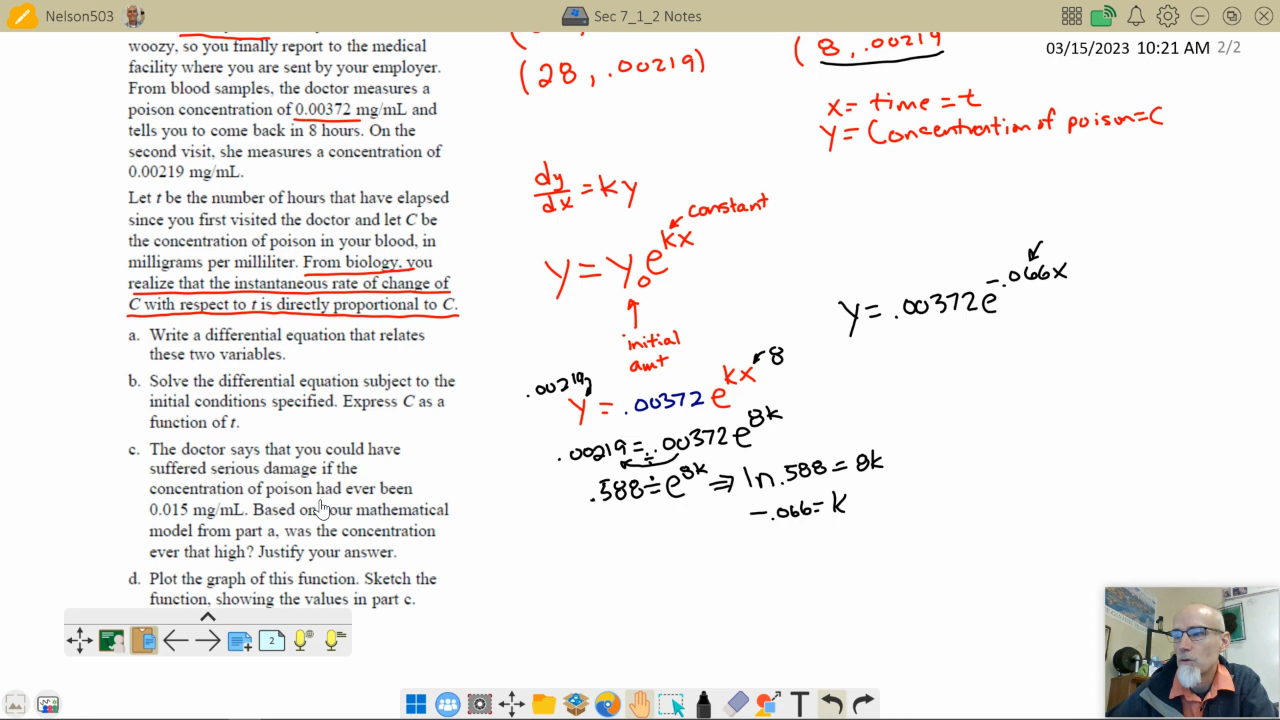 Nelson503
Sec 7_1_2 Notes
03/15/2023 10:21 AM 2/2
woozy, so you finally report to the medical
facility where you are sent by your employer.
From blood samples, the doctor measures a
poison concentration of 0.00372 mg/mL and
tells you to come back in 8 hours. On the
second visit, she measures a concentration of
0.00219 mg/mL.
Let t be the number of hours that have elapsed
since you first visited the doctor and let C be
the concentration of poison in your blood, in
milligrams per milliliter. From biology, you
realize that the instantaneous rate of change of
C with respect to t is directly proportional to C.
a. Write a differential equation that relates
these two variables.
b. Solve the differential equation subject to the
initial conditions specified. Express C as a
function of t.
c. The doctor says that you could have
suffered serious damage if the
concentration of poison had ever been
0.015 mg/mL. Based on your mathematical
model from part a, was the concentration
ever that high? Justify your answer.
d. Plot the graph of this function. Sketch the
function, showing the values in part c.
(28, .00219)
(8, .00219
x = time = t
y = Concentration of poison = C
dy/dx = ky
constant
y = y₀e^kx
initial
amt
y = .00372e^-.066x
8
.00219
y = .00372 e^kx
.00219 = .00372e^8k
÷
.588 ÷ e^8k ⇒ ln .588 = 8k
-.066 = k
2
T